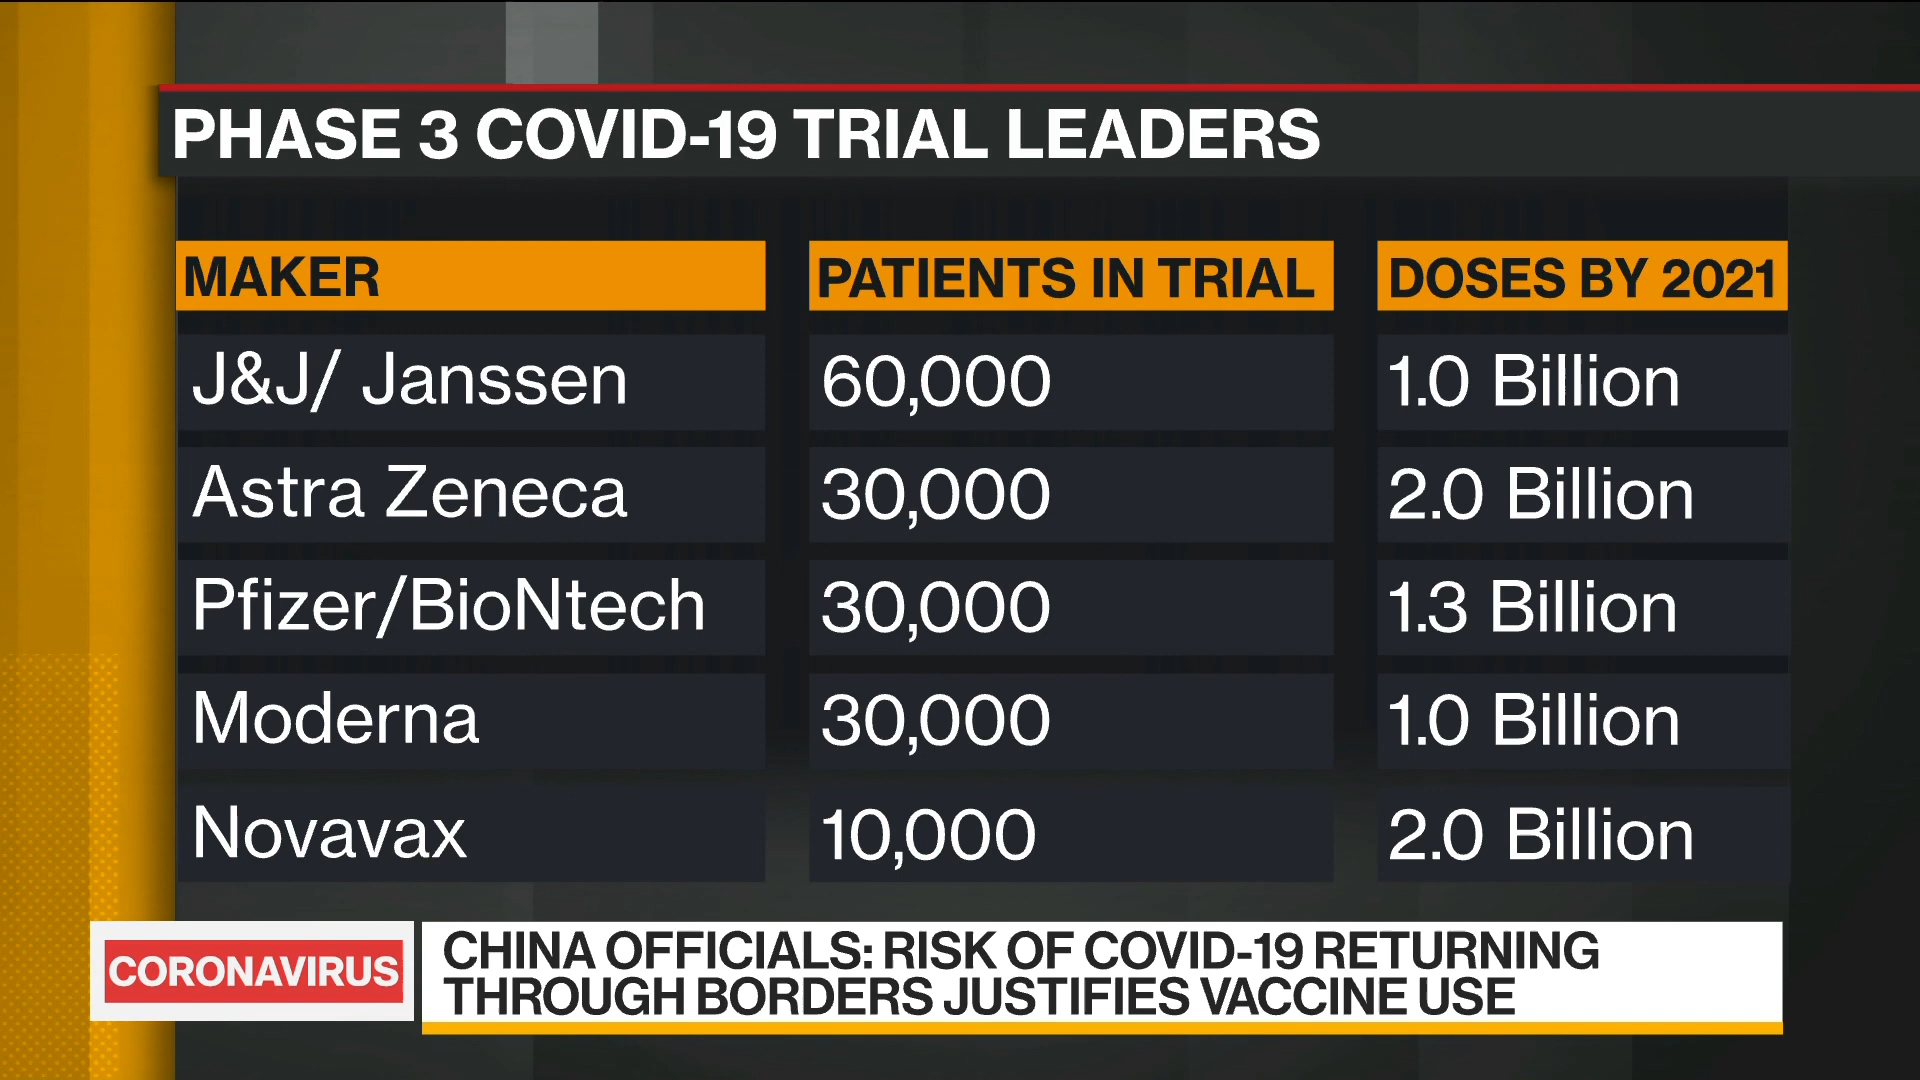 PHASE 3 COVID-19 TRIAL LEADERS
MAKER PATIENTS IN TRIAL DOSES BY 2021
J&J/ Janssen 60,000 1.0 Billion
Astra Zeneca 30,000 2.0 Billion
Pfizer/BioNtech 30,000 1.3 Billion
Moderna 30,000 1.0 Billion
Novavax 10,000 2.0 Billion
CORONAVIRUS
CHINA OFFICIALS: RISK OF COVID-19 RETURNING
THROUGH BORDERS JUSTIFIES VACCINE USE